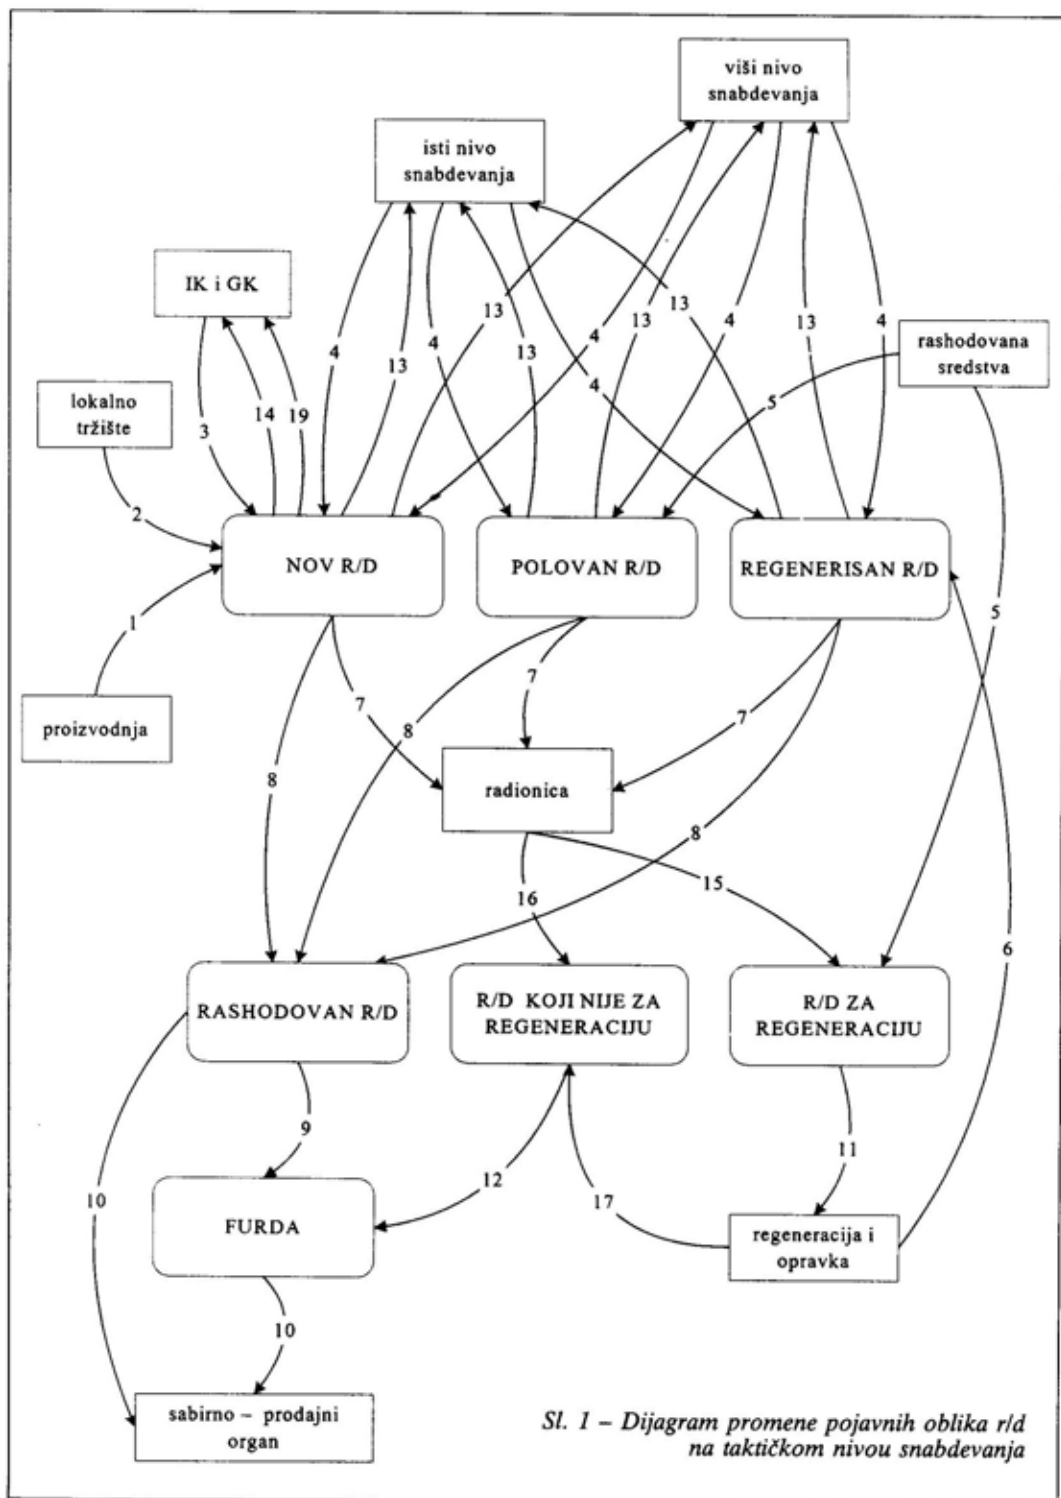 viši nivo
snabdevanja
isti nivo
snabdevanja
IK i GK
rashodovana
sredstva
lokalno
tržište
4
13
4
13
13
4
4
13
4
13
13
4
3
14
19
5
2
NOV R/D
POLOVAN R/D
REGENERISAN R/D
1
5
proizvodnja
7
7
8
7
8
radionica
8
16
15
6
RASHODOVAN R/D
R/D KOJI NIJE ZA
REGENERACIJU
R/D ZA
REGENERACIJU
9
11
10
12
17
FURDA
regeneracija i
opravka
10
sabirno – prodajni
organ
Sl. 1 – Dijagram promene pojavnih oblika r/d
na taktičkom nivou snabdevanja